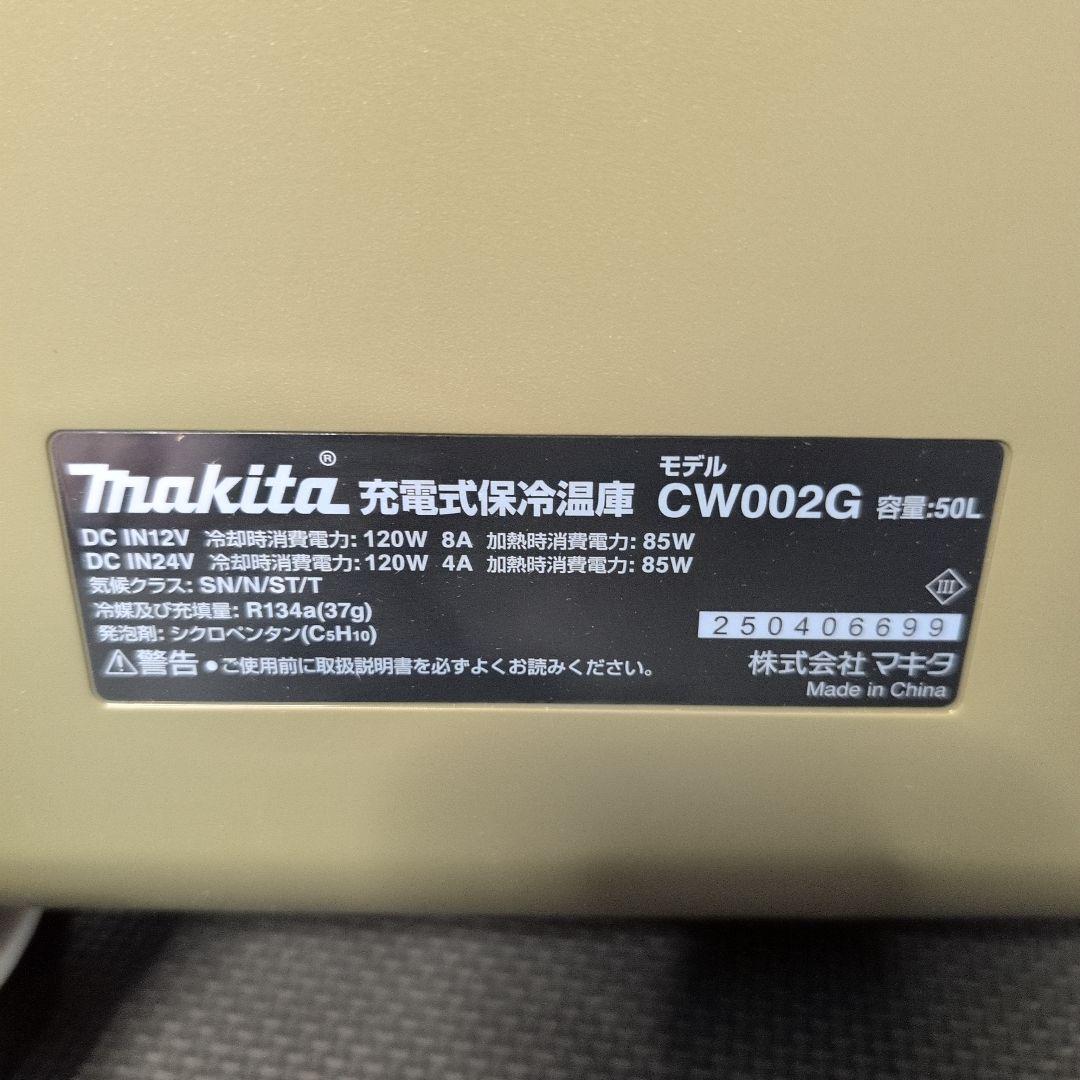 makita® 充電式保冷温庫 モデル CW002G 容量:50L
DC IN12V 冷却時消費電力: 120W 8A 加熱時消費電力: 85W
DC IN24V 冷却時消費電力: 120W 4A 加熱時消費電力: 85W
気候クラス: SN/N/ST/T
冷媒及び充填量: R134a(37g)
発泡剤: シクロペンタン(C₅H₁₀)
III
250406699
⚠警告 ●ご使用前に取扱説明書を必ずよくお読みください。
株式会社 マキタ
Made in China